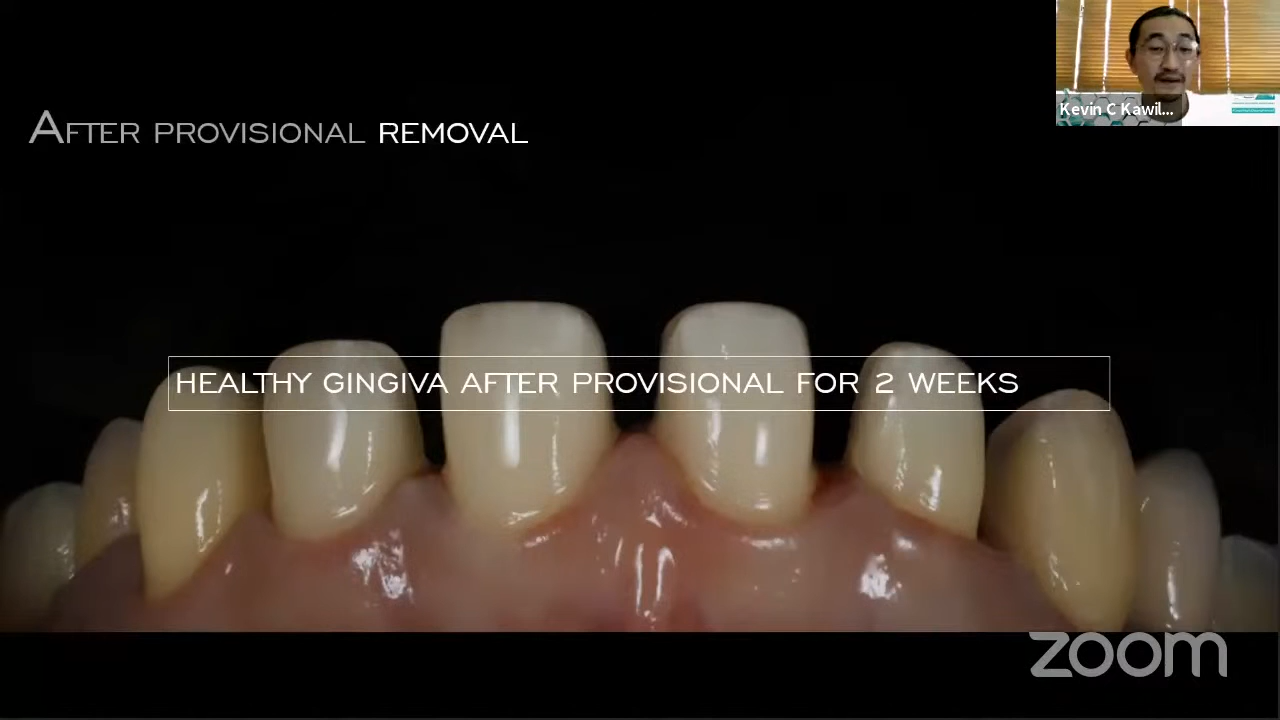 Kevin C Kawil...
AFTER PROVISIONAL REMOVAL
HEALTHY GINGIVA AFTER PROVISIONAL FOR 2 WEEKS
zoom